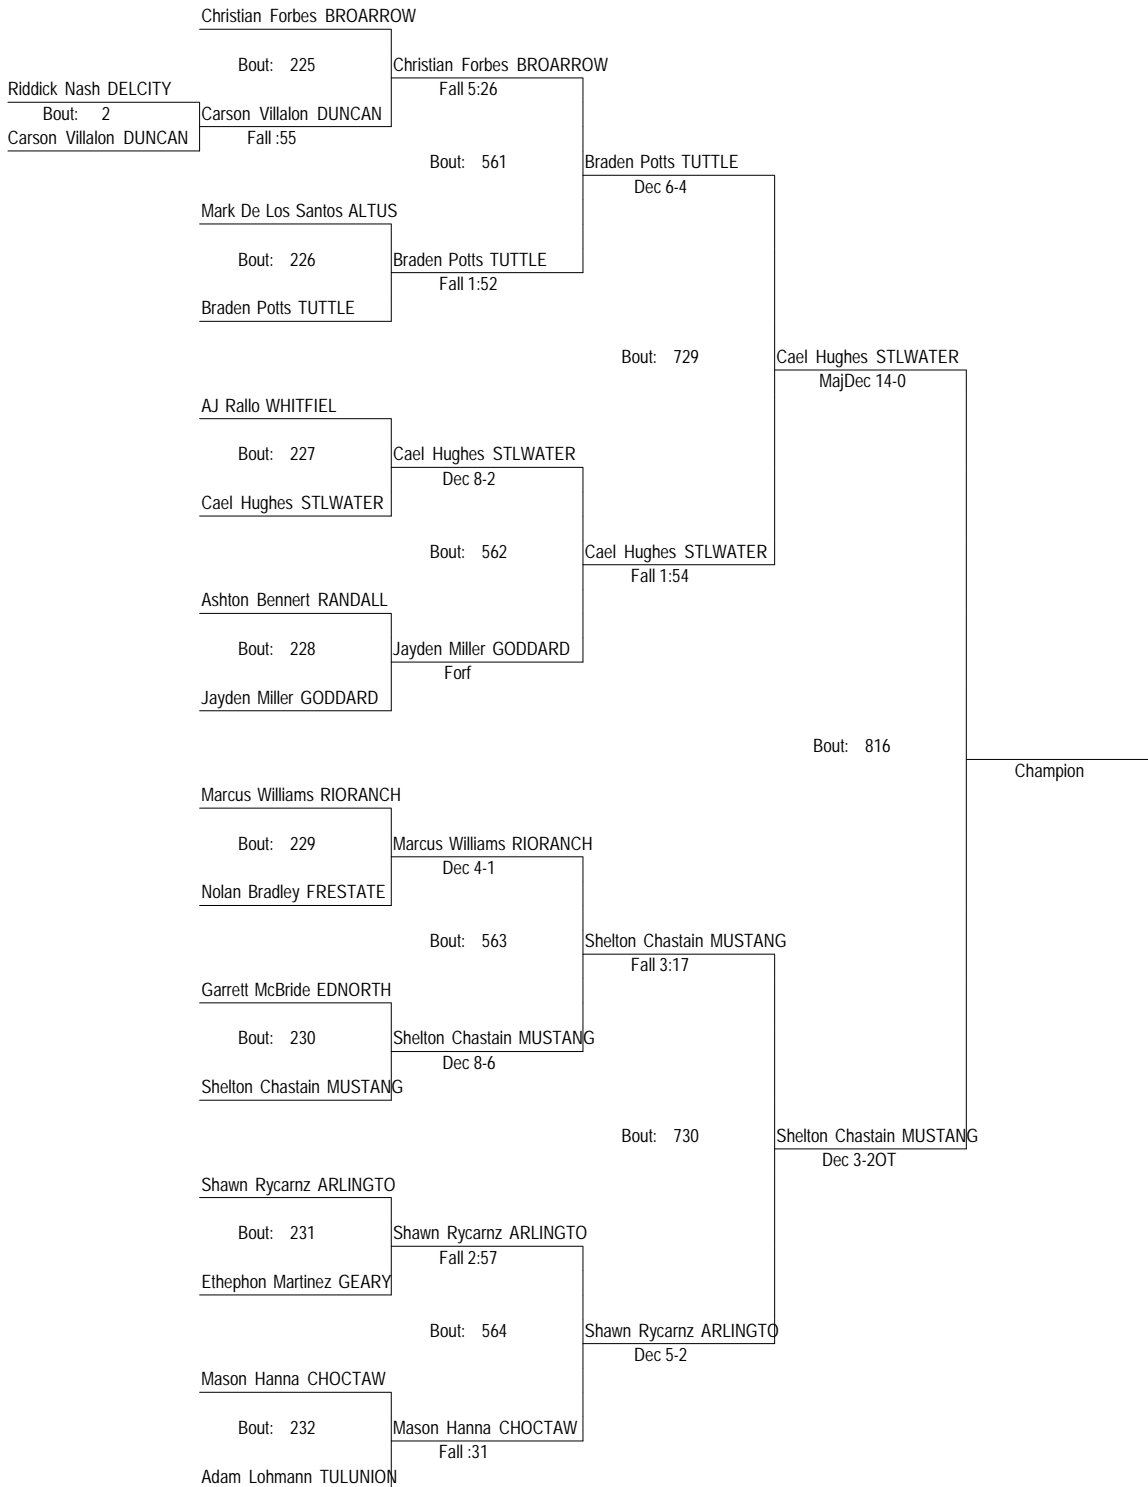 Christian Forbes BROARROW
Bout: 225
Christian Forbes BROARROW
Fall 5:26
Riddick Nash DELCITY
Bout: 2
Carson Villalon DUNCAN
Carson Villalon DUNCAN
Fall :55
Bout: 561
Braden Potts TUTTLE
Dec 6-4
Mark De Los Santos ALTUS
Bout: 226
Braden Potts TUTTLE
Fall 1:52
Braden Potts TUTTLE
Bout: 729
Cael Hughes STLWATER
MajDec 14-0
AJ Rallo WHITFIEL
Bout: 227
Cael Hughes STLWATER
Dec 8-2
Cael Hughes STLWATER
Bout: 562
Cael Hughes STLWATER
Fall 1:54
Ashton Bennert RANDALL
Bout: 228
Jayden Miller GODDARD
Forf
Jayden Miller GODDARD
Bout: 816
Champion
Marcus Williams RIORANCH
Bout: 229
Marcus Williams RIORANCH
Dec 4-1
Nolan Bradley FRESTATE
Bout: 563
Shelton Chastain MUSTANG
Fall 3:17
Garrett McBride EDNORTH
Bout: 230
Shelton Chastain MUSTANG
Dec 8-6
Shelton Chastain MUSTANG
Bout: 730
Shelton Chastain MUSTANG
Dec 3-2OT
Shawn Rycarnz ARLINGTO
Bout: 231
Shawn Rycarnz ARLINGTO
Fall 2:57
Ethephon Martinez GEARY
Bout: 564
Shawn Rycarnz ARLINGTO
Dec 5-2
Mason Hanna CHOCTAW
Bout: 232
Mason Hanna CHOCTAW
Fall :31
Adam Lohmann TULUNION